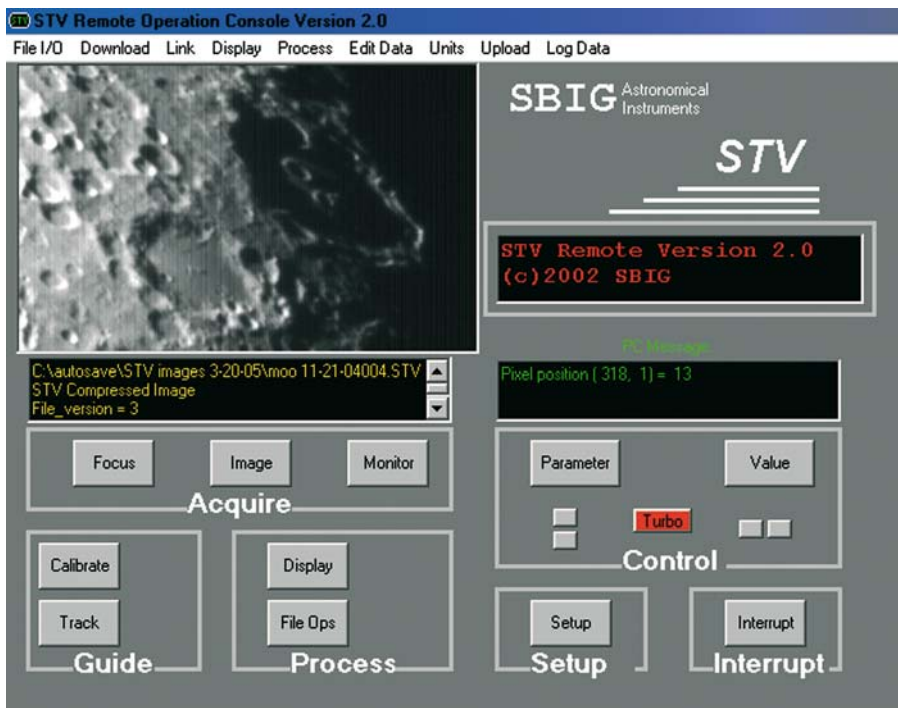 STV Remote Operation Console Version 2.0
File I/O Download Link Display Process Edit Data Units Upload Log Data
SBIG Astronomical Instruments
STV
STV Remote Version 2.0
(c)2002 SBIG
PC Message
C:\autosave\STV images 3-20-05\moo 11-21-04004.STV
STV Compressed Image
File_version = 3
Pixel position ( 318, 1) = 13
Focus Image Monitor
Acquire
Parameter Value
Turbo
Control
Calibrate
Track
Guide
Display
File Ops
Process
Setup
Setup
Interrupt
Interrupt